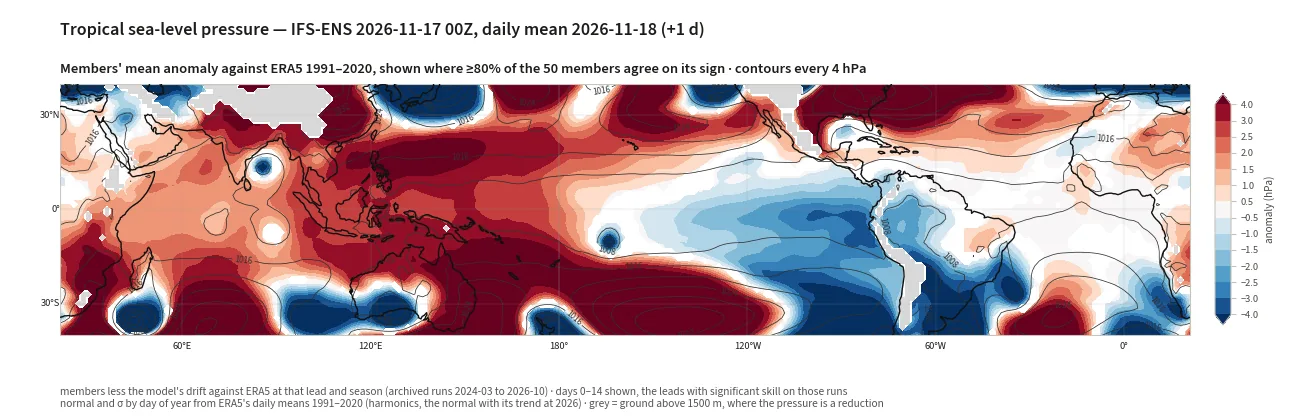 Tropical sea-level pressure — IFS-ENS 2026-11-17 00Z, daily mean 2026-11-18 (+1 d)
Members' mean anomaly against ERA5 1991–2020, shown where ≥80% of the 50 members agree on its sign · contours every 4 hPa
1016
1016
1016
1016
1016
1016
1016
1008
1008
1008
1016
30°N
0°
30°S
60°E
120°E
180°
120°W
60°W
0°
4.0
3.0
2.5
2.0
1.5
1.0
0.5
−0.5
−1.0
−1.5
−2.0
−2.5
−3.0
−4.0
anomaly (hPa)
members less the model's drift against ERA5 at that lead and season (archived runs 2024-03 to 2026-10) · days 0–14 shown, the leads with significant skill on those runs
normal and σ by day of year from ERA5's daily means 1991–2020 (harmonics, the normal with its trend at 2026) · grey = ground above 1500 m, where the pressure is a reduction